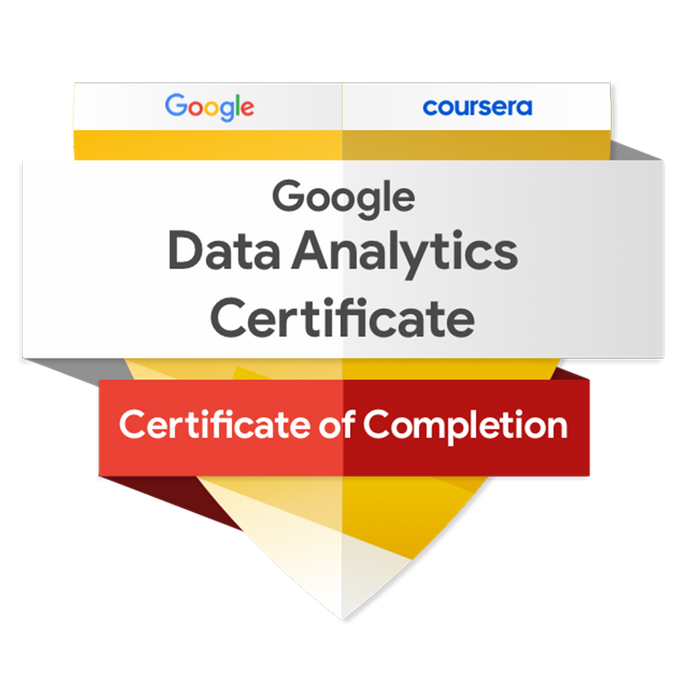 Google coursera
Google
Data Analytics
Certificate
Certificate of Completion